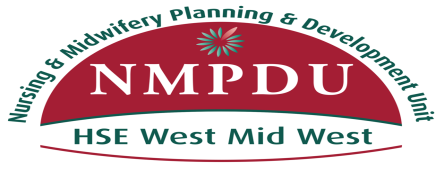 Nursing & Midwifery Planning & Development Unit
NMPDU
HSE West Mid West